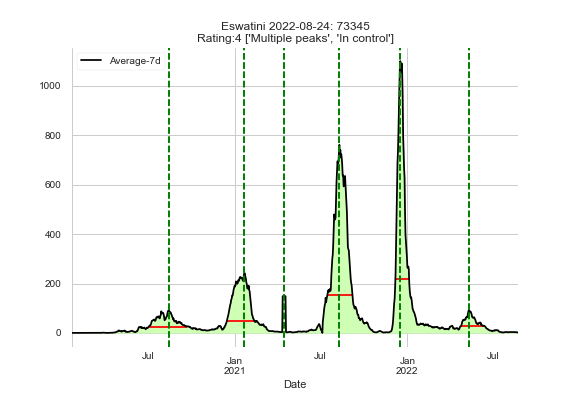 Eswatini 2022-08-24: 73345
Rating:4 ['Multiple peaks', 'In control']
Average-7d
1000
800
600
400
200
0
Jul
Jan
2021
Jul
Jan
2022
Jul
Date